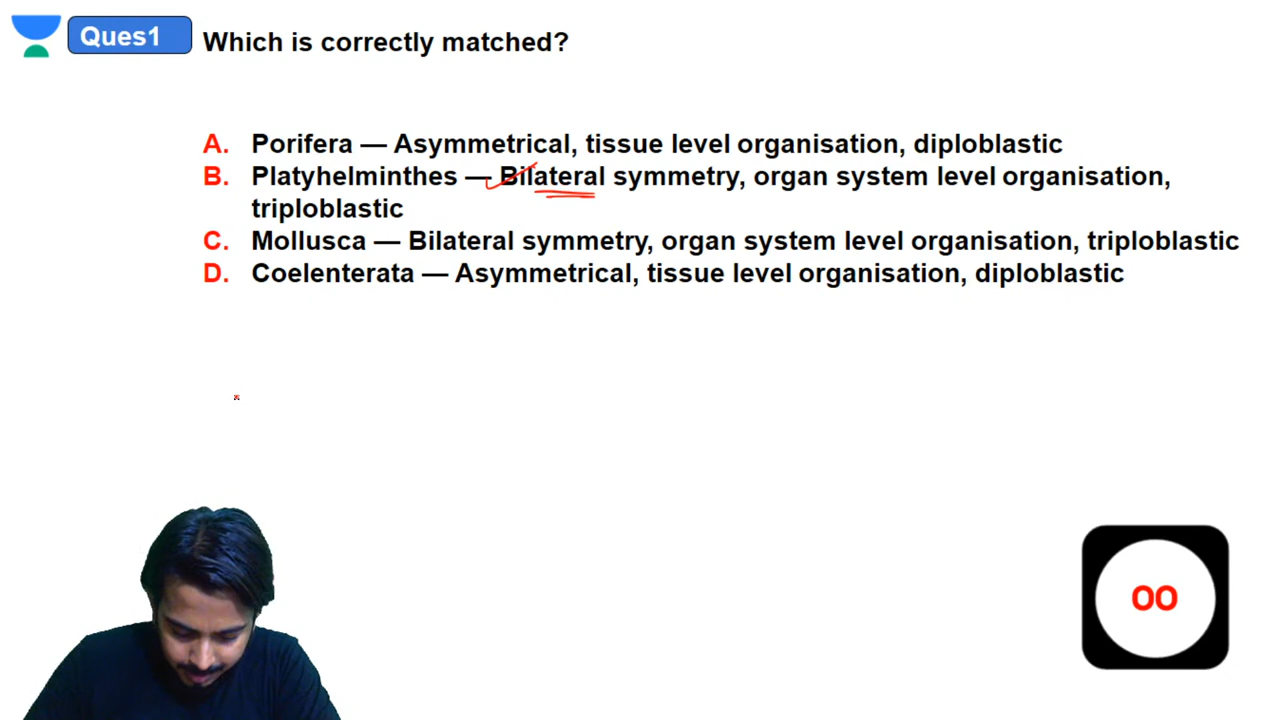 Ques1
Which is correctly matched?
A. Porifera — Asymmetrical, tissue level organisation, diploblastic
B. Platyhelminthes — Bilateral symmetry, organ system level organisation,
triploblastic
C. Mollusca — Bilateral symmetry, organ system level organisation, triploblastic
D. Coelenterata — Asymmetrical, tissue level organisation, diploblastic
00